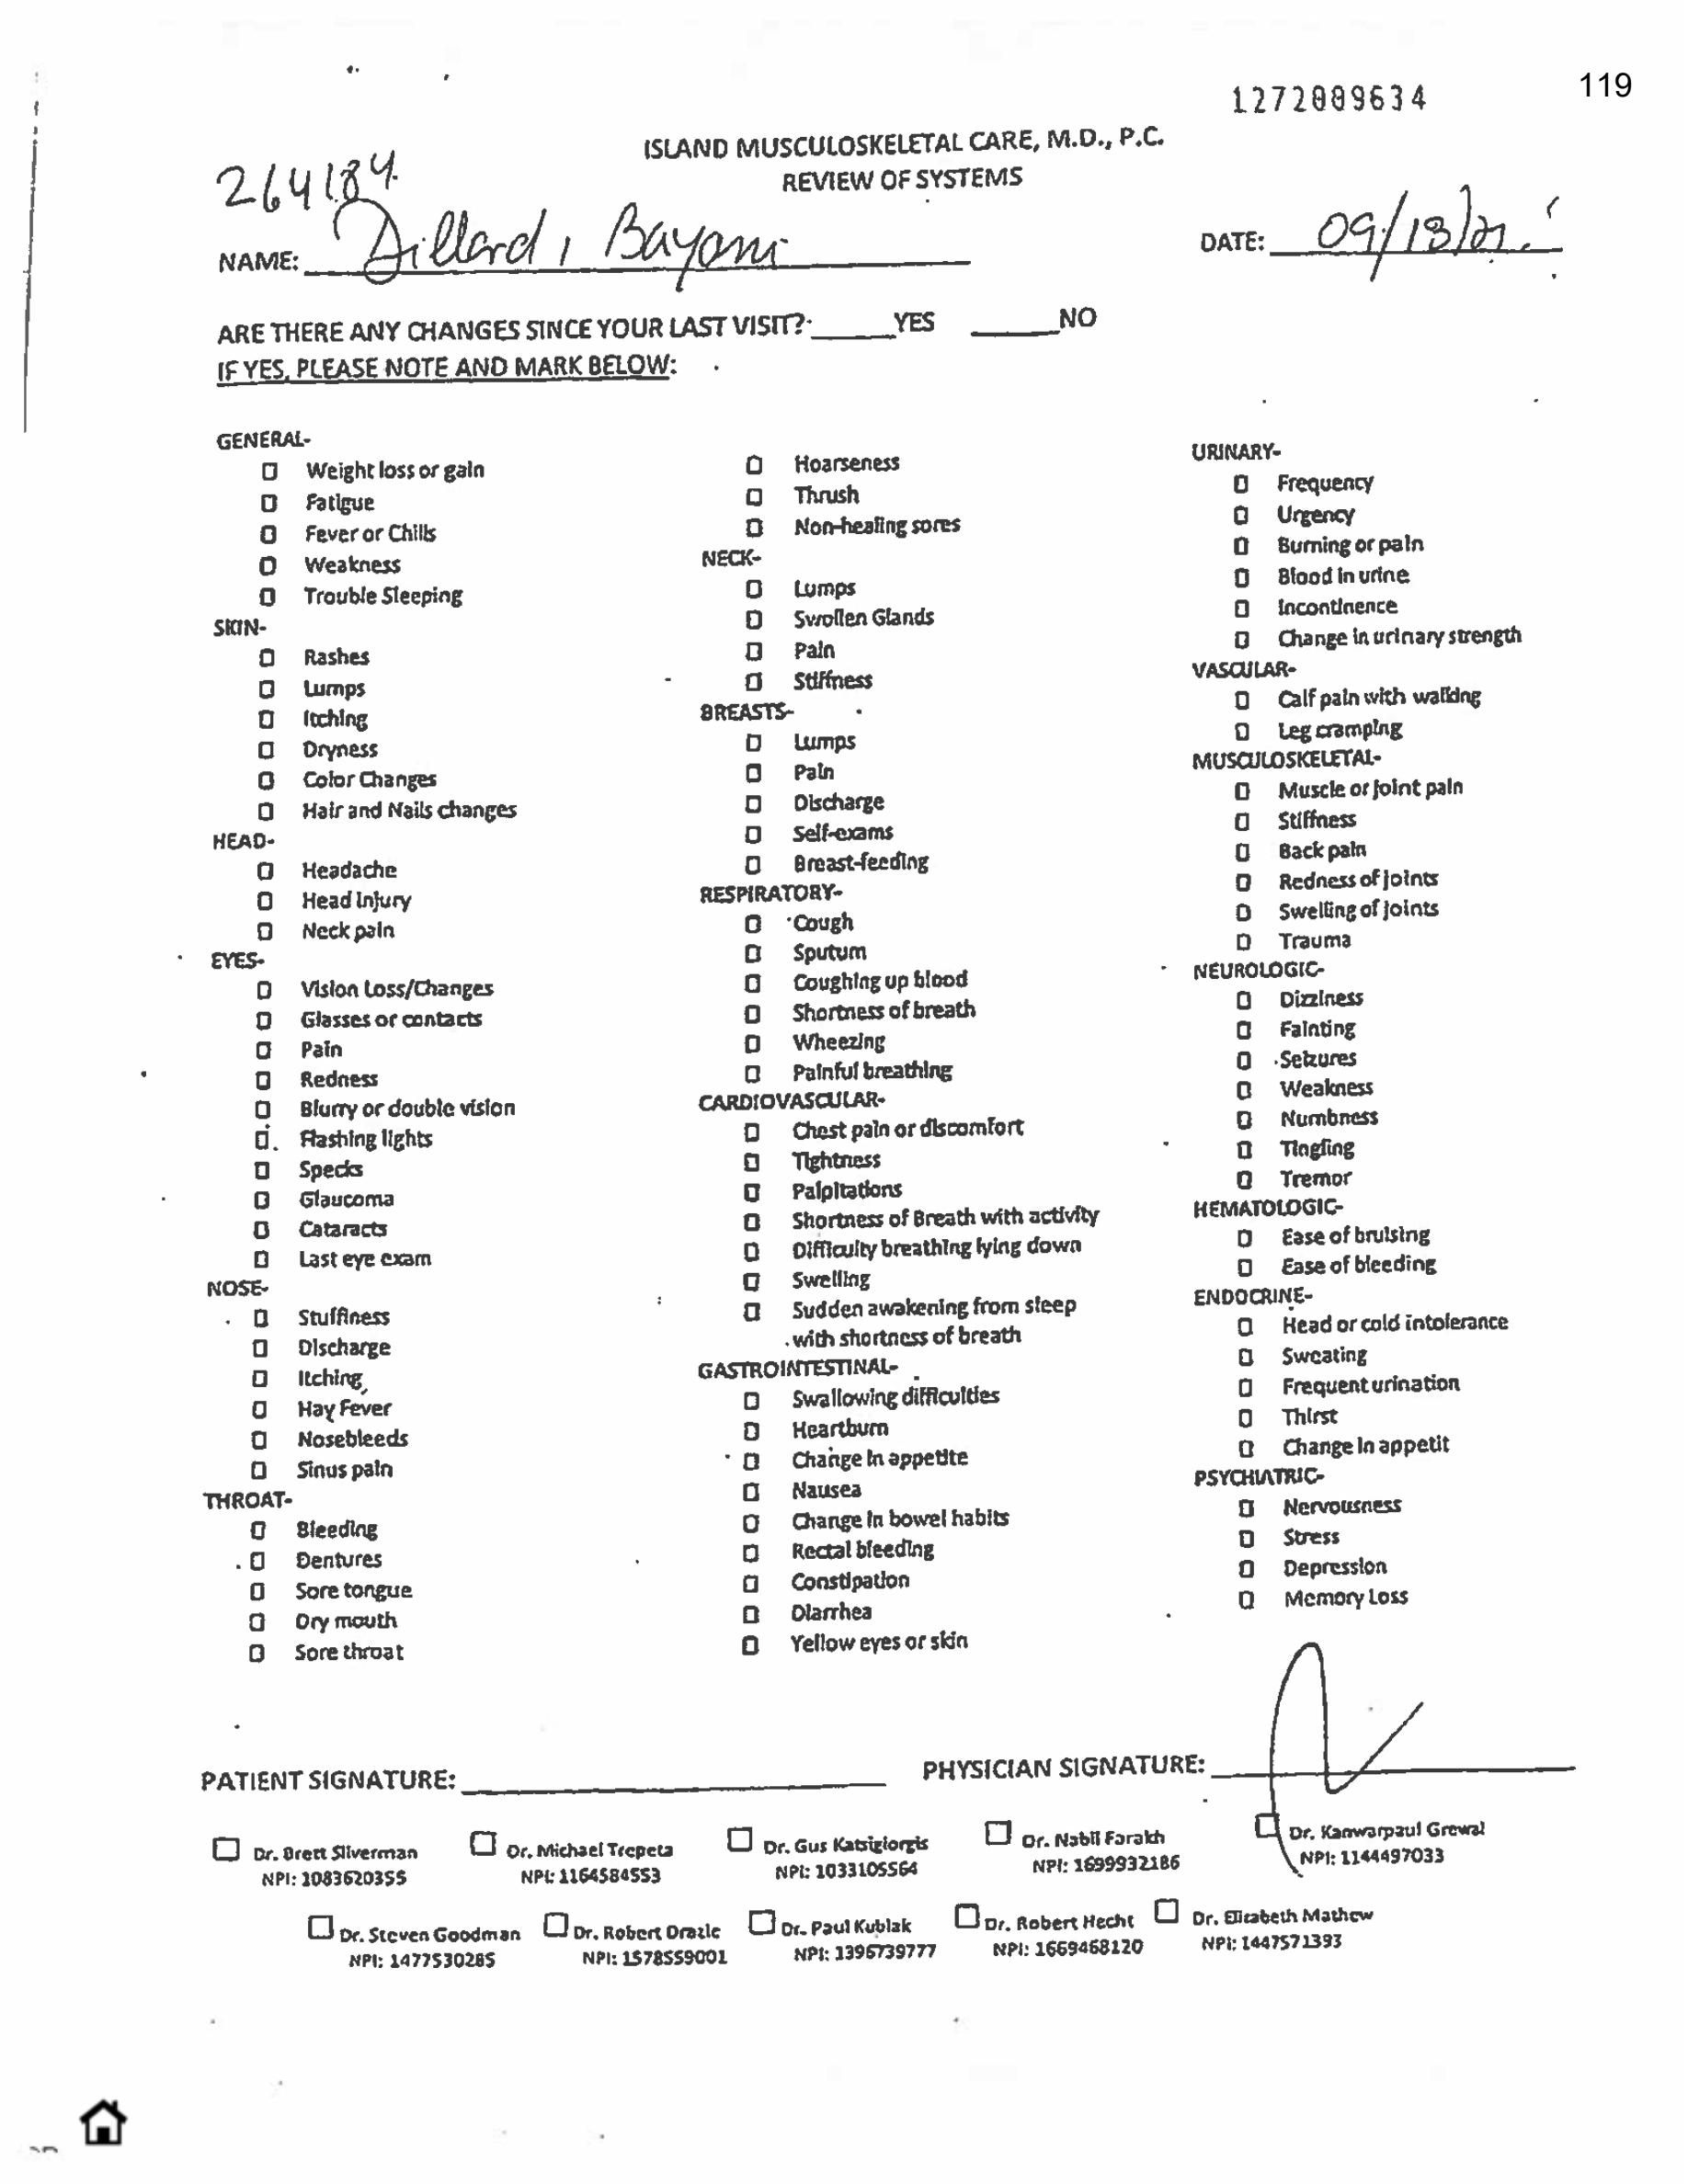 119
1272009634
ISLAND MUSCULOSKELETAL CARE, M.D., P.C.
REVIEW OF SYSTEMS
264184
NAME: Dillard, Bayani
DATE: 09/13/21
ARE THERE ANY CHANGES SINCE YOUR LAST VISIT? YES NO
IF YES, PLEASE NOTE AND MARK BELOW:
GENERAL-
Weight loss or gain
Fatigue
Fever or Chills
Weakness
Trouble Sleeping
SKIN-
Rashes
Lumps
Itching
Dryness
Color Changes
Hair and Nails changes
HEAD-
Headache
Head Injury
Neck pain
EYES-
Vision Loss/Changes
Glasses or contacts
Pain
Redness
Blurry or double vision
Flashing lights
Specks
Glaucoma
Cataracts
Last eye exam
NOSE-
Stuffiness
Discharge
Itching
Hay Fever
Nosebleeds
Sinus pain
THROAT-
Bleeding
Dentures
Sore tongue
Dry mouth
Sore throat
Hoarseness
Thrush
Non-healing sores
NECK-
Lumps
Swollen Glands
Pain
Stiffness
BREASTS-
Lumps
Pain
Discharge
Self-exams
Breast-feeding
RESPIRATORY-
Cough
Sputum
Coughing up blood
Shortness of breath
Wheezing
Painful breathing
CARDIOVASCULAR-
Chest pain or discomfort
Tightness
Palpitations
Shortness of Breath with activity
Difficulty breathing lying down
Swelling
Sudden awakening from sleep
with shortness of breath
GASTROINTESTINAL-
Swallowing difficulties
Heartburn
Change in appetite
Nausea
Change in bowel habits
Rectal bleeding
Constipation
Diarrhea
Yellow eyes or skin
URINARY-
Frequency
Urgency
Burning or pain
Blood in urine
Incontinence
Change in urinary strength
VASCULAR-
Calf pain with walking
Leg cramping
MUSCULOSKELETAL-
Muscle or joint pain
Stiffness
Back pain
Redness of joints
Swelling of joints
Trauma
NEUROLOGIC-
Dizziness
Fainting
Seizures
Weakness
Numbness
Tingling
Tremor
HEMATOLOGIC-
Ease of bruising
Ease of bleeding
ENDOCRINE-
Head or cold intolerance
Sweating
Frequent urination
Thirst
Change in appetit
PSYCHIATRIC-
Nervousness
Stress
Depression
Memory Loss
PATIENT SIGNATURE:
PHYSICIAN SIGNATURE:
Dr. Brett Silverman
NPI: 1083620355
Dr. Michael Trepeta
NPI: 1164584553
Dr. Gus Katsigiorgis
NPI: 1033105564
Dr. Nabil Farakh
NPI: 1699932186
Dr. Kanwarpaul Grewal
NPI: 1144497033
Dr. Steven Goodman
NPI: 1477530285
Dr. Robert Drazic
NPI: 1578559001
Dr. Paul Kubiak
NPI: 1396739777
Dr. Robert Hecht
NPI: 1669468120
Dr. Elizabeth Mathew
NPI: 1447571393